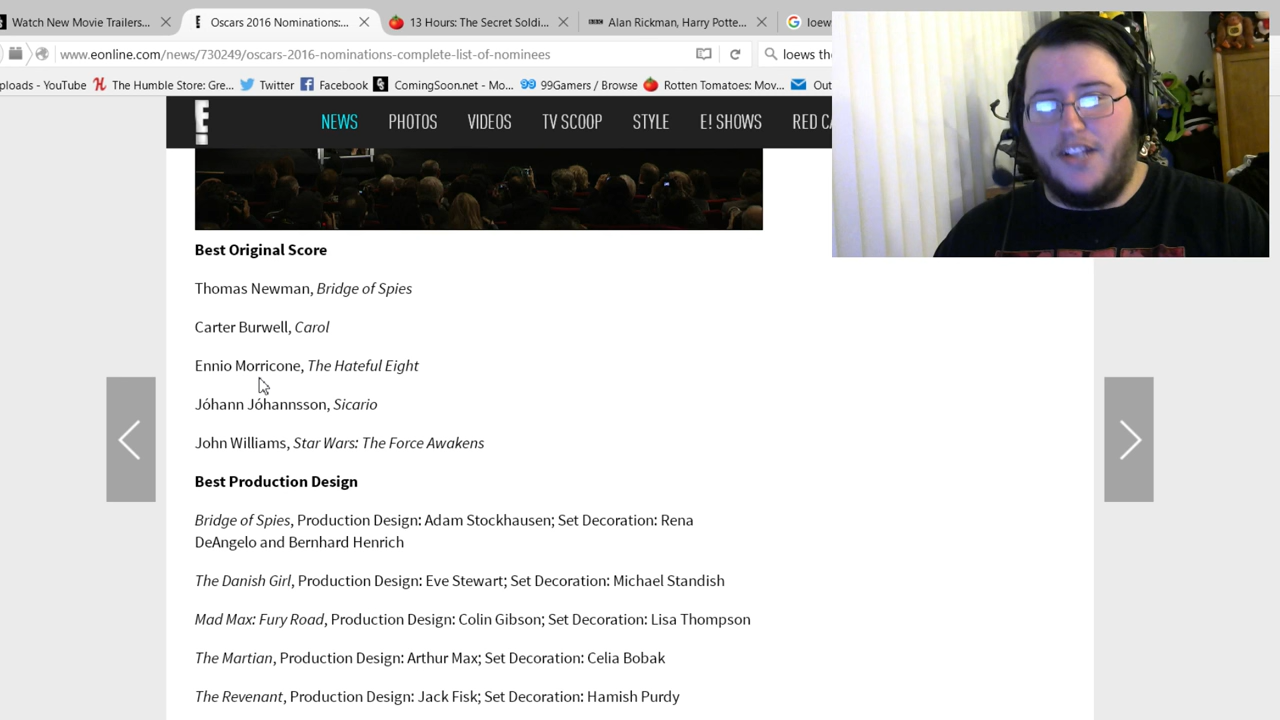 Watch New Movie Trailers...
Oscars 2016 Nominations:...
13 Hours: The Secret Soldi...
Alan Rickman, Harry Potte...
loews
www.eonline.com/news/730249/oscars-2016-nominations-complete-list-of-nominees
loews th
ploads - YouTube
The Humble Store: Gre...
Twitter
Facebook
ComingSoon.net - Mo...
99Gamers / Browse
Rotten Tomatoes: Mov...
Out
E!
NEWS
PHOTOS
VIDEOS
TV SCOOP
STYLE
E! SHOWS
RED CA
Best Original Score
Thomas Newman, Bridge of Spies
Carter Burwell, Carol
Ennio Morricone, The Hateful Eight
Jóhann Jóhannsson, Sicario
John Williams, Star Wars: The Force Awakens
Best Production Design
Bridge of Spies, Production Design: Adam Stockhausen; Set Decoration: Rena
DeAngelo and Bernhard Henrich
The Danish Girl, Production Design: Eve Stewart; Set Decoration: Michael Standish
Mad Max: Fury Road, Production Design: Colin Gibson; Set Decoration: Lisa Thompson
The Martian, Production Design: Arthur Max; Set Decoration: Celia Bobak
The Revenant, Production Design: Jack Fisk; Set Decoration: Hamish Purdy